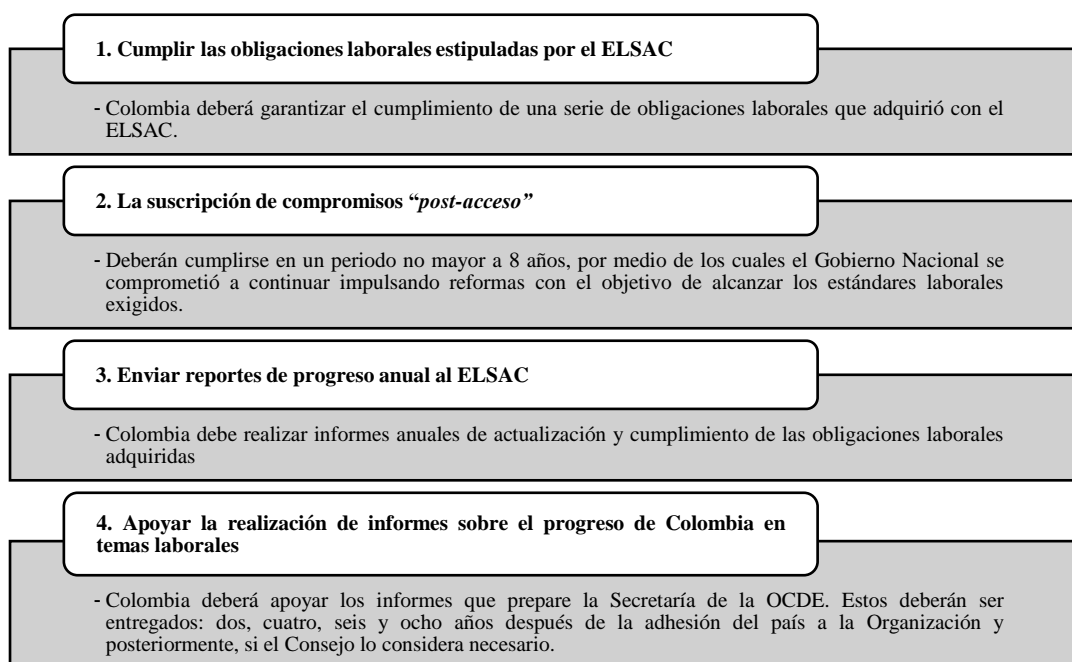 1. Cumplir las obligaciones laborales estipuladas por el ELSAC
- Colombia deberá garantizar el cumplimiento de una serie de obligaciones laborales que adquirió con el
ELSAC.
2. La suscripción de compromisos “post-acceso”
- Deberán cumplirse en un periodo no mayor a 8 años, por medio de los cuales el Gobierno Nacional se
comprometió a continuar impulsando reformas con el objetivo de alcanzar los estándares laborales
exigidos.
3. Enviar reportes de progreso anual al ELSAC
- Colombia debe realizar informes anuales de actualización y cumplimiento de las obligaciones laborales
adquiridas
4. Apoyar la realización de informes sobre el progreso de Colombia en
temas laborales
- Colombia deberá apoyar los informes que prepare la Secretaría de la OCDE. Estos deberán ser
entregados: dos, cuatro, seis y ocho años después de la adhesión del país a la Organización y
posteriormente, si el Consejo lo considera necesario.